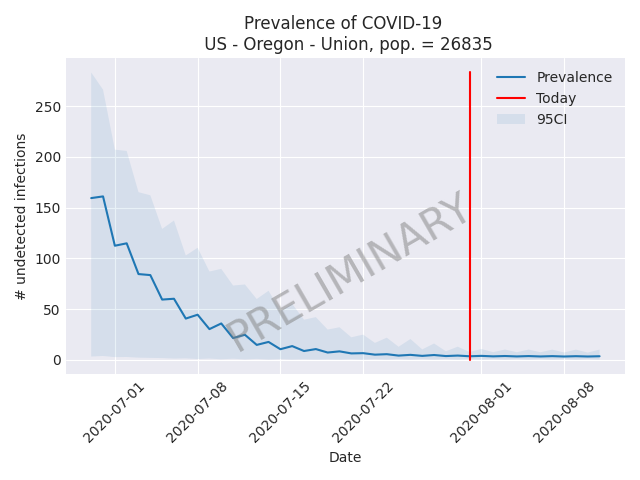 Prevalence of COVID-19
US - Oregon - Union, pop. = 26835
Prevalence
Today
95CI
# undetected infections
250
200
150
100
50
0
PRELIMINARY
2020-07-01
2020-07-08
2020-07-15
2020-07-22
2020-08-01
2020-08-08
Date